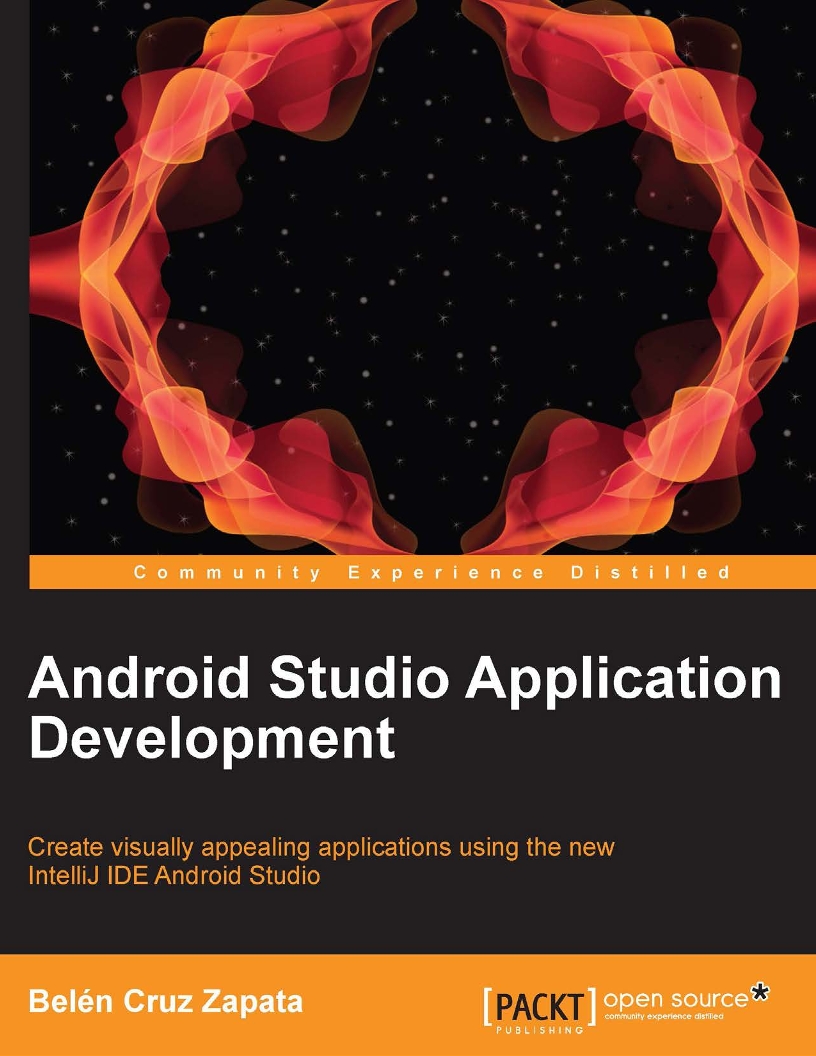 Community Experience Distilled
Android Studio Application
Development
Create visually appealing applications using the new
IntelliJ IDE Android Studio
Belén Cruz Zapata
[PACKT] open source*
PUBLISHING community experience distilled